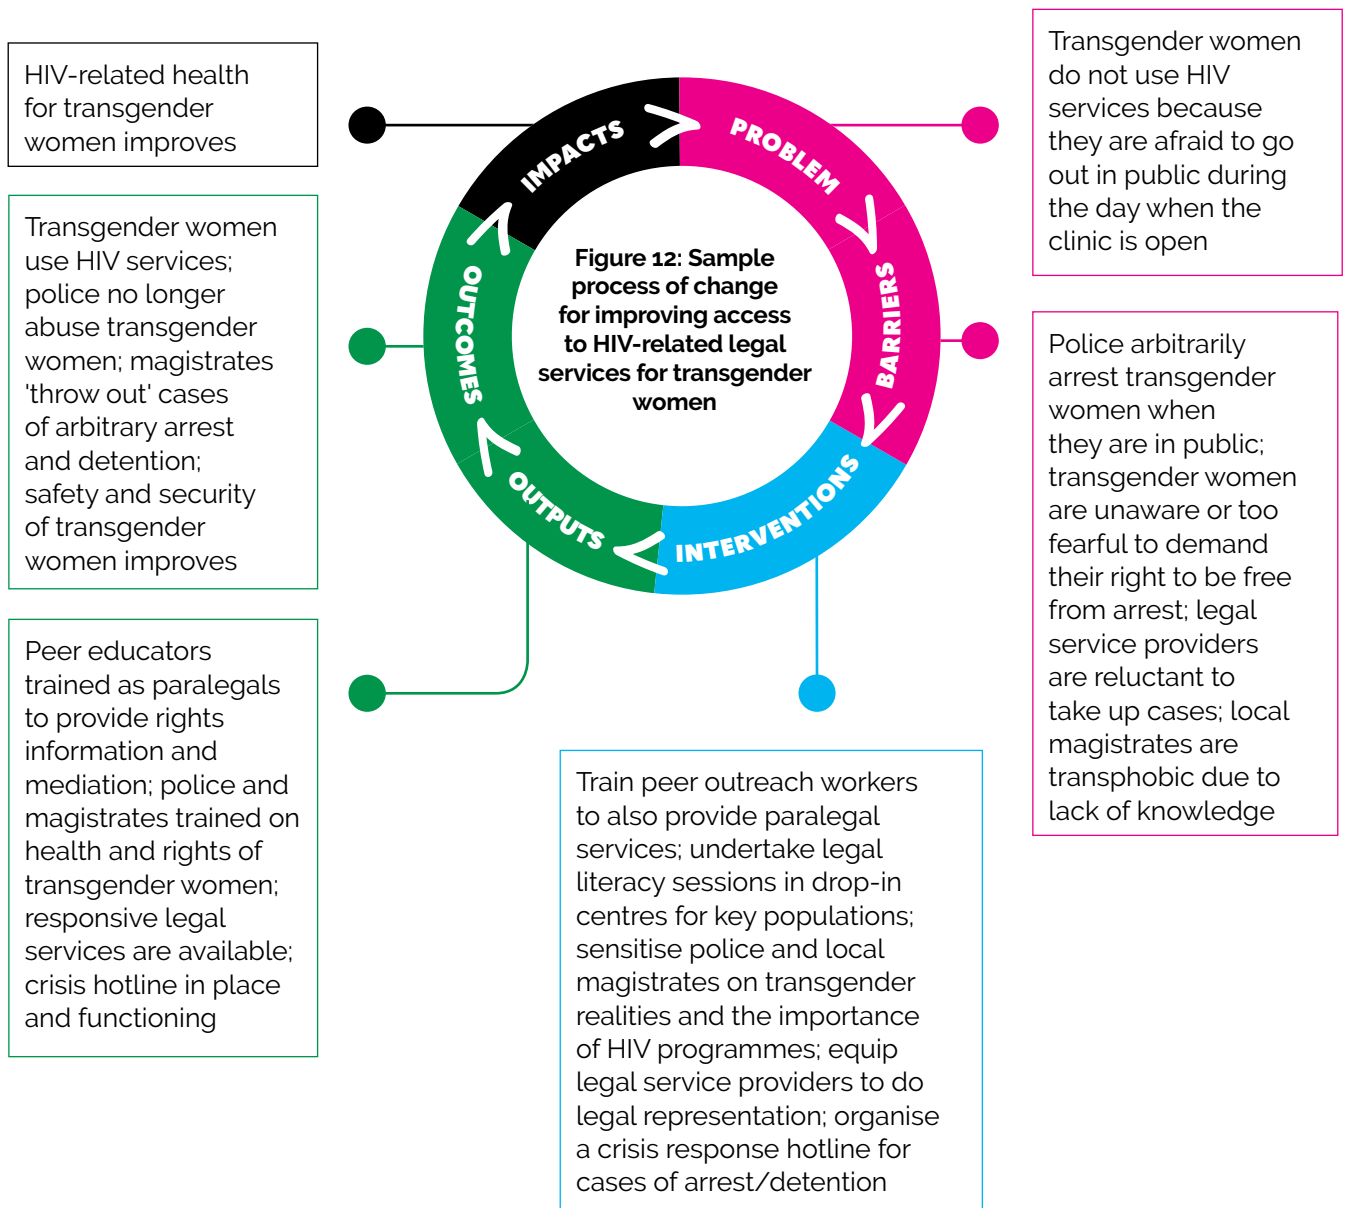 Figure 12: Sample
process of change
for improving access
to HIV-related legal
services for transgender
women
PROBLEM
Transgender women
do not use HIV
services because
they are afraid to go
out in public during
the day when the
clinic is open
BARRIERS
Police arbitrarily
arrest transgender
women when
they are in public;
transgender women
are unaware or too
fearful to demand
their right to be free
from arrest; legal
service providers
are reluctant to
take up cases; local
magistrates are
transphobic due to
lack of knowledge
INTERVENTIONS
Train peer outreach workers
to also provide paralegal
services; undertake legal
literacy sessions in drop-in
centres for key populations;
sensitise police and local
magistrates on transgender
realities and the importance
of HIV programmes; equip
legal service providers to do
legal representation; organise
a crisis response hotline for
cases of arrest/detention
OUTPUTS
Peer educators
trained as paralegals
to provide rights
information and
mediation; police and
magistrates trained on
health and rights of
transgender women;
responsive legal
services are available;
crisis hotline in place
and functioning
OUTCOMES
Transgender women
use HIV services;
police no longer
abuse transgender
women; magistrates
'throw out' cases
of arbitrary arrest
and detention;
safety and security
of transgender
women improves
IMPACTS
HIV-related health
for transgender
women improves